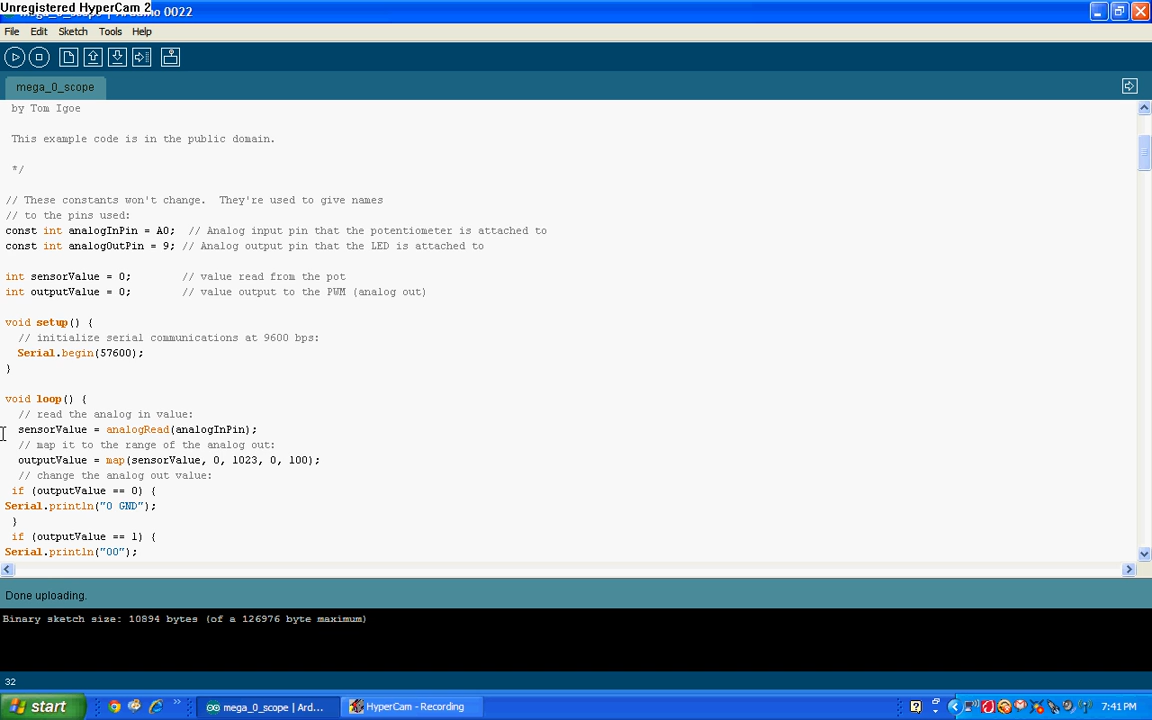 Unregistered HyperCam 2
mega_0_scope | Arduino 0022
File Edit Sketch Tools Help
mega_0_scope
by Tom Igoe
This example code is in the public domain.
*/
// These constants won't change.  They're used to give names
// to the pins used:
const int analogInPin = A0;  // Analog input pin that the potentiometer is attached to
const int analogOutPin = 9; // Analog output pin that the LED is attached to
int sensorValue = 0;        // value read from the pot
int outputValue = 0;        // value output to the PWM (analog out)
void setup() {
// initialize serial communications at 9600 bps:
Serial.begin(57600);
}
void loop() {
// read the analog in value:
sensorValue = analogRead(analogInPin);
// map it to the range of the analog out:
outputValue = map(sensorValue, 0, 1023, 0, 100);
// change the analog out value:
if (outputValue == 0) {
Serial.println("0 GND");
}
if (outputValue == 1) {
Serial.println("00");
Done uploading.
Binary sketch size: 10894 bytes (of a 126976 byte maximum)
32
start
mega_0_scope | Ard...
HyperCam - Recording
7:41 PM